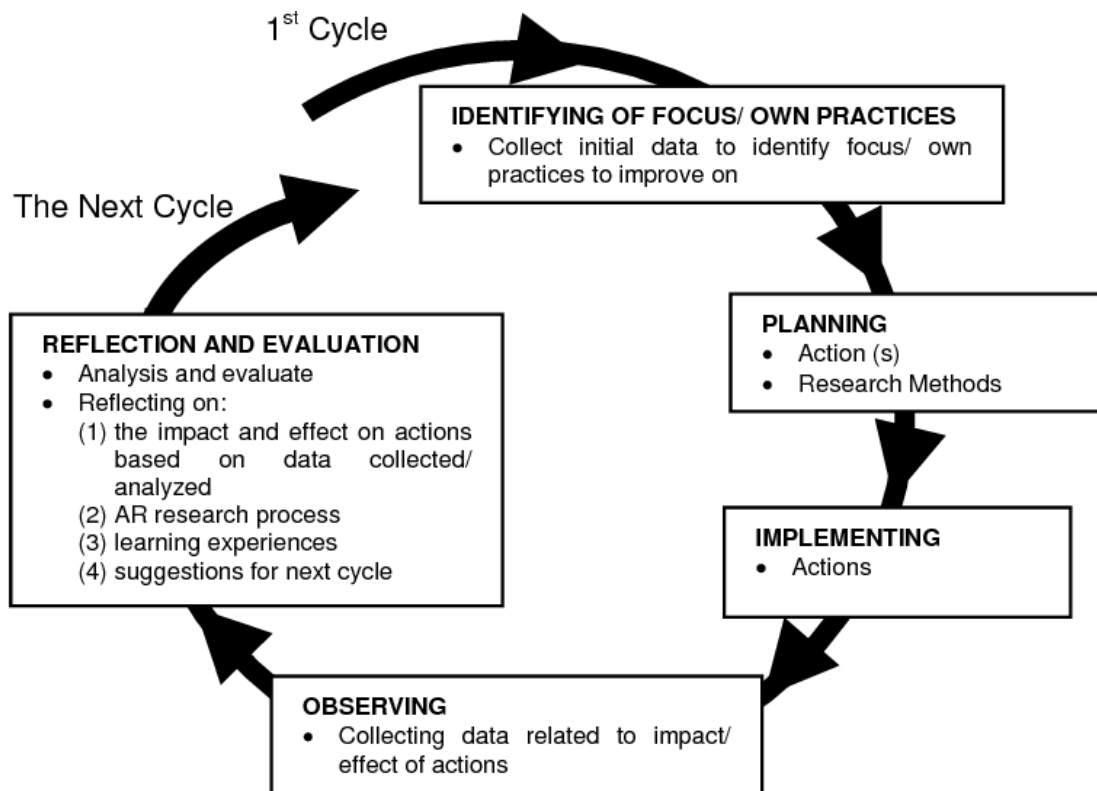 1st Cycle
IDENTIFYING OF FOCUS/ OWN PRACTICES
• Collect initial data to identify focus/ own
practices to improve on
The Next Cycle
PLANNING
• Action (s)
• Research Methods
IMPLEMENTING
• Actions
OBSERVING
• Collecting data related to impact/
effect of actions
REFLECTION AND EVALUATION
• Analysis and evaluate
• Reflecting on:
(1) the impact and effect on actions
based on data collected/
analyzed
(2) AR research process
(3) learning experiences
(4) suggestions for next cycle